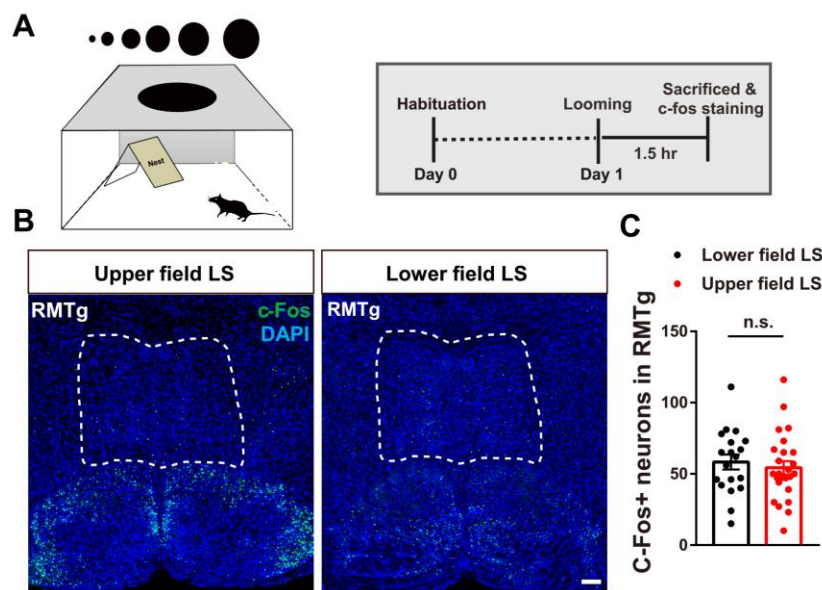 A
Nest
Habituation
Looming
Sacrificed &
c-fos staining
1.5 hr
Day 0
Day 1
B
Upper field LS
Lower field LS
RMTg
c-Fos
DAPI
RMTg
C
Lower field LS
Upper field LS
C-Fos+ neurons in RMTg
150
100
50
0
n.s.